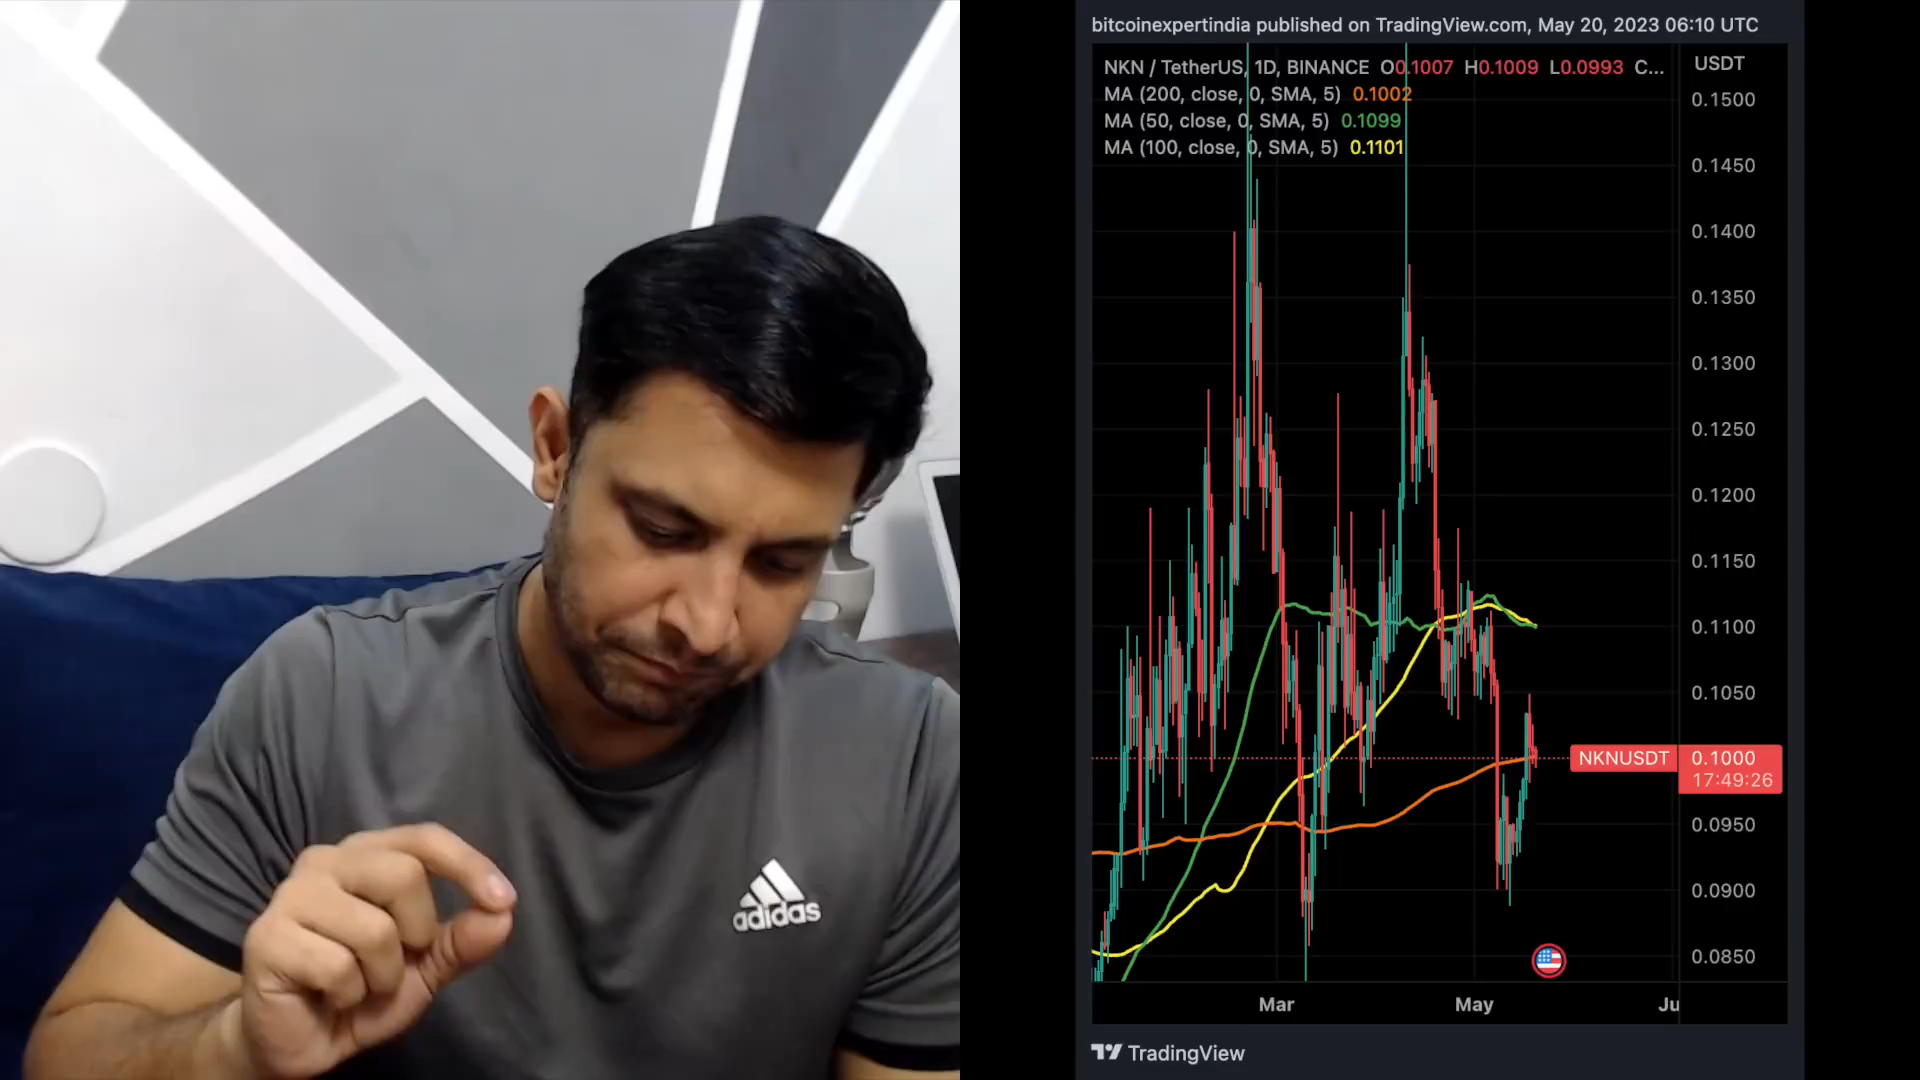 bitcoinexpertindia published on TradingView.com, May 20, 2023 06:10 UTC
NKN / TetherUS, 1D, BINANCE O0.1007 H0.1009 L0.0993 C...
MA (200, close, 0, SMA, 5) 0.1002
MA (50, close, 0, SMA, 5) 0.1099
MA (100, close, 0, SMA, 5) 0.1101
USDT
0.1500
0.1450
0.1400
0.1350
0.1300
0.1250
0.1200
0.1150
0.1100
0.1050
NKNUSDT 0.1000
17:49:26
0.0950
0.0900
0.0850
Mar May Ju
TradingView
adidas